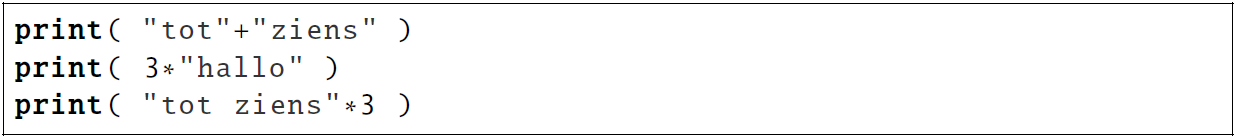 print( "tot"+"ziens" )
print( 3*"hallo" )
print( "tot ziens"*3 )